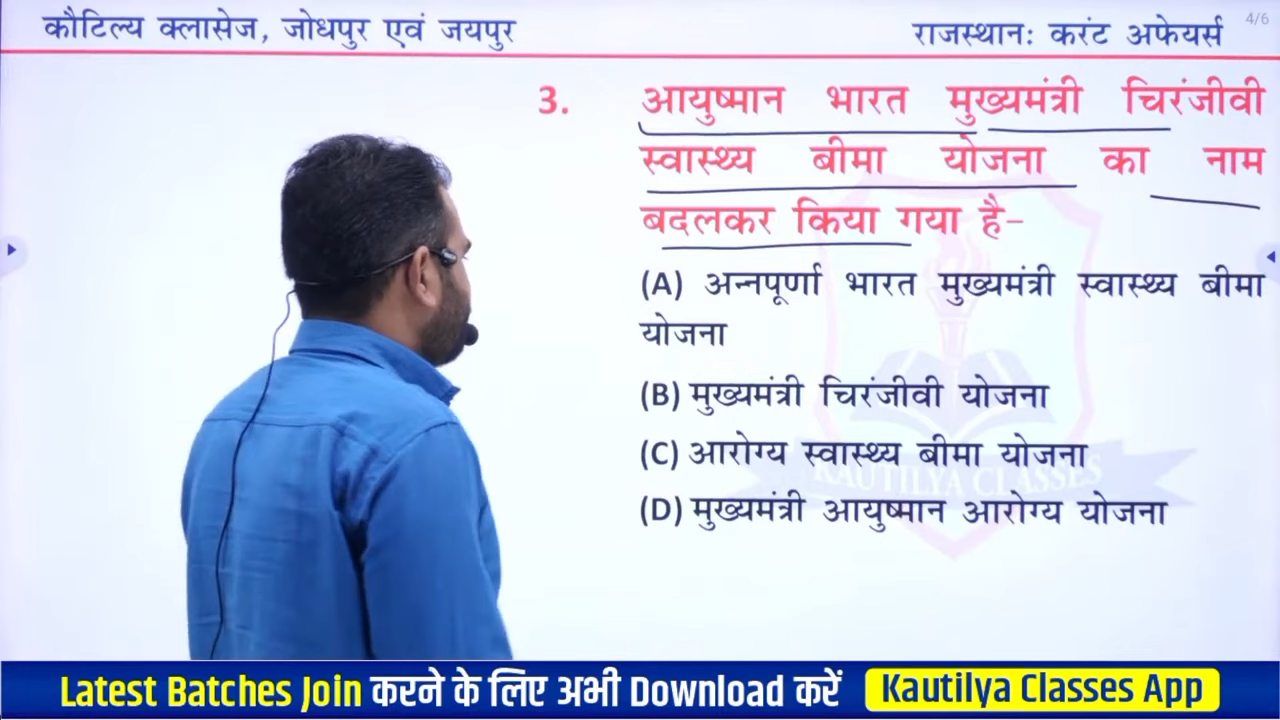 कौटिल्य क्लासेज, जोधपुर एवं जयपुर
राजस्थानः करंट अफेयर्स
4/6
3. आयुष्मान भारत मुख्यमंत्री चिरंजीवी
स्वास्थ्य बीमा योजना का नाम
बदलकर किया गया है-
(A) अन्नपूर्णा भारत मुख्यमंत्री स्वास्थ्य बीमा
योजना
(B) मुख्यमंत्री चिरंजीवी योजना
(C) आरोग्य स्वास्थ्य बीमा योजना
KAUTILYA CLASSES
(D) मुख्यमंत्री आयुष्मान आरोग्य योजना
Latest Batches Join करने के लिए अभी Download करें
Kautilya Classes App